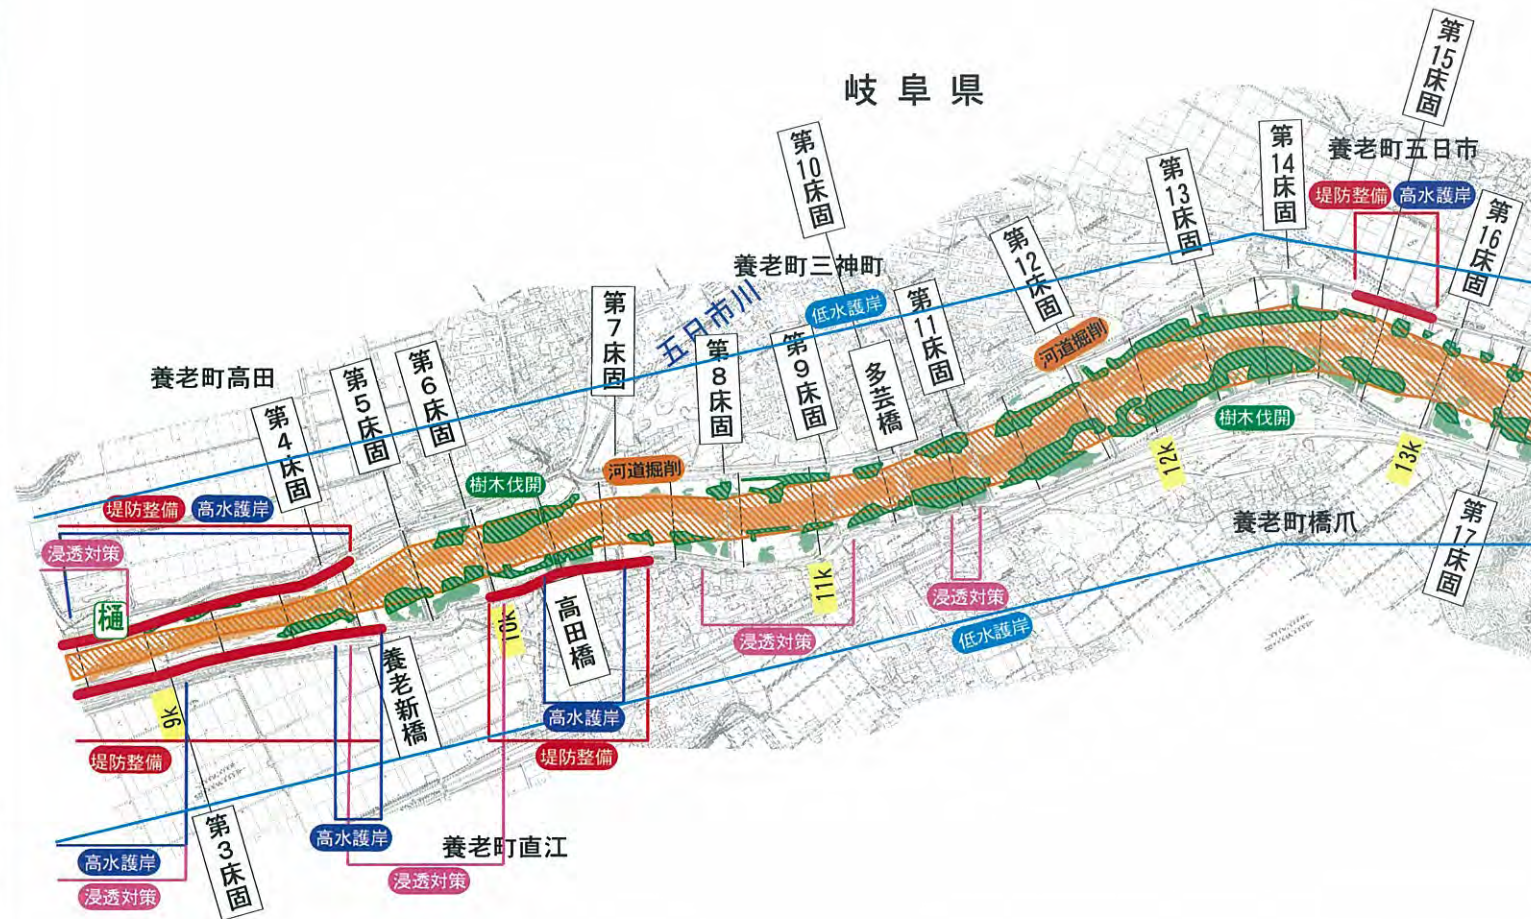 岐阜県
第15床固
養老町五日市
堤防整備
高水護岸
第16床固
第14床固
第13床固
第10床固
第12床固
養老町三神町
五日市川
低水護岸
第11床固
第7床固
第8床固
第9床固
多芸橋
河道掘削
養老町高田
第6床固
第5床固
第4床固
樹木伐開
河道掘削
樹木伐開
12k
13k
養老町橋爪
第17床固
堤防整備
高水護岸
浸透対策
樋
10k
高田橋
11k
浸透対策
浸透対策
低水護岸
9k
養老新橋
高水護岸
堤防整備
堤防整備
第3床固
高水護岸
養老町直江
高水護岸
浸透対策
浸透対策